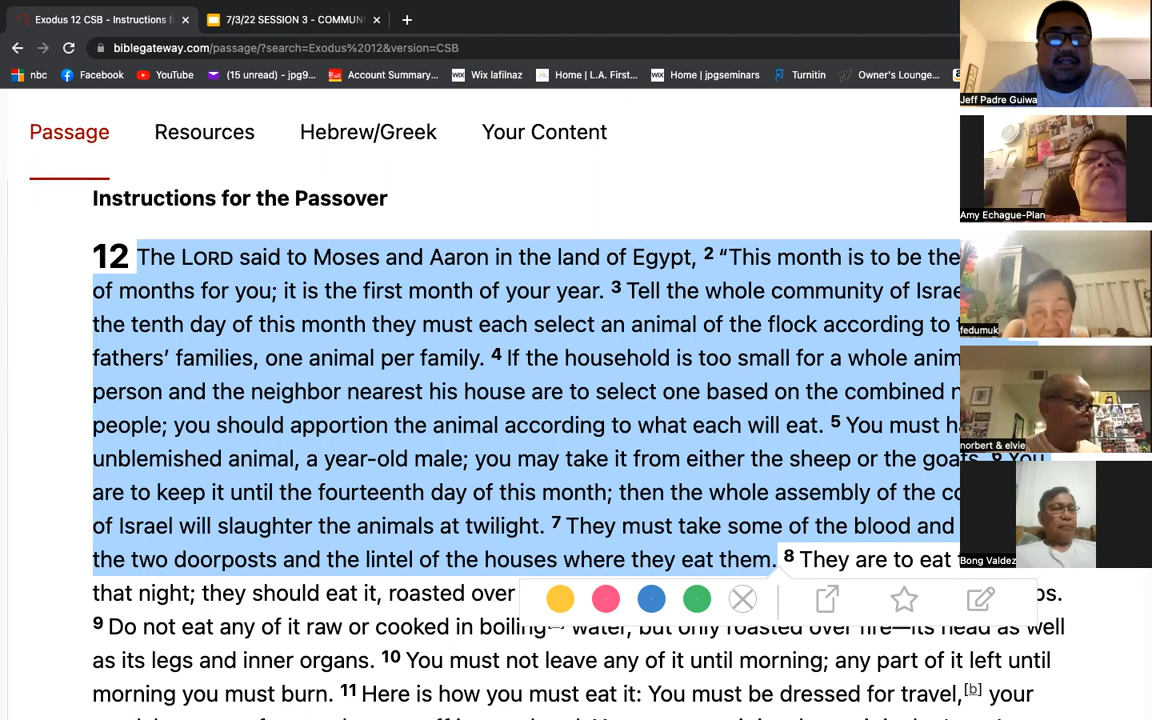 Exodus 12 CSB - Instructions f
7/3/22 SESSION 3 - COMMUN
biblegateway.com/passage/?search=Exodus%2012&version=CSB
nbc
Facebook
YouTube
(15 unread) - jpg9...
Account Summary...
WIX Wix lafilnaz
Home | L.A. First...
WIX Home | jpgseminars
Turnitin
Owner's Lounge...
Passage
Resources
Hebrew/Greek
Your Content
Instructions for the Passover
12 The LORD said to Moses and Aaron in the land of Egypt, 2 “This month is to be the
of months for you; it is the first month of your year. 3 Tell the whole community of Israe
the tenth day of this month they must each select an animal of the flock according to
fathers’ families, one animal per family. 4 If the household is too small for a whole anim
person and the neighbor nearest his house are to select one based on the combined
people; you should apportion the animal according to what each will eat. 5 You must h
unblemished animal, a year-old male; you may take it from either the sheep or the goats. 6 You
are to keep it until the fourteenth day of this month; then the whole assembly of the co
of Israel will slaughter the animals at twilight. 7 They must take some of the blood and
the two doorposts and the lintel of the houses where they eat them. 8 They are to eat
that night; they should eat it, roasted over
9 Do not eat any of it raw or cooked in boiling water, but only roasted over fire—its head as well
as its legs and inner organs. 10 You must not leave any of it until morning; any part of it left until
morning you must burn. 11 Here is how you must eat it: You must be dressed for travel,[b] your
Jeff Padre Guiwa
Amy Echague-Plan
fedumuk
norbert & elvie
Bong Valdez